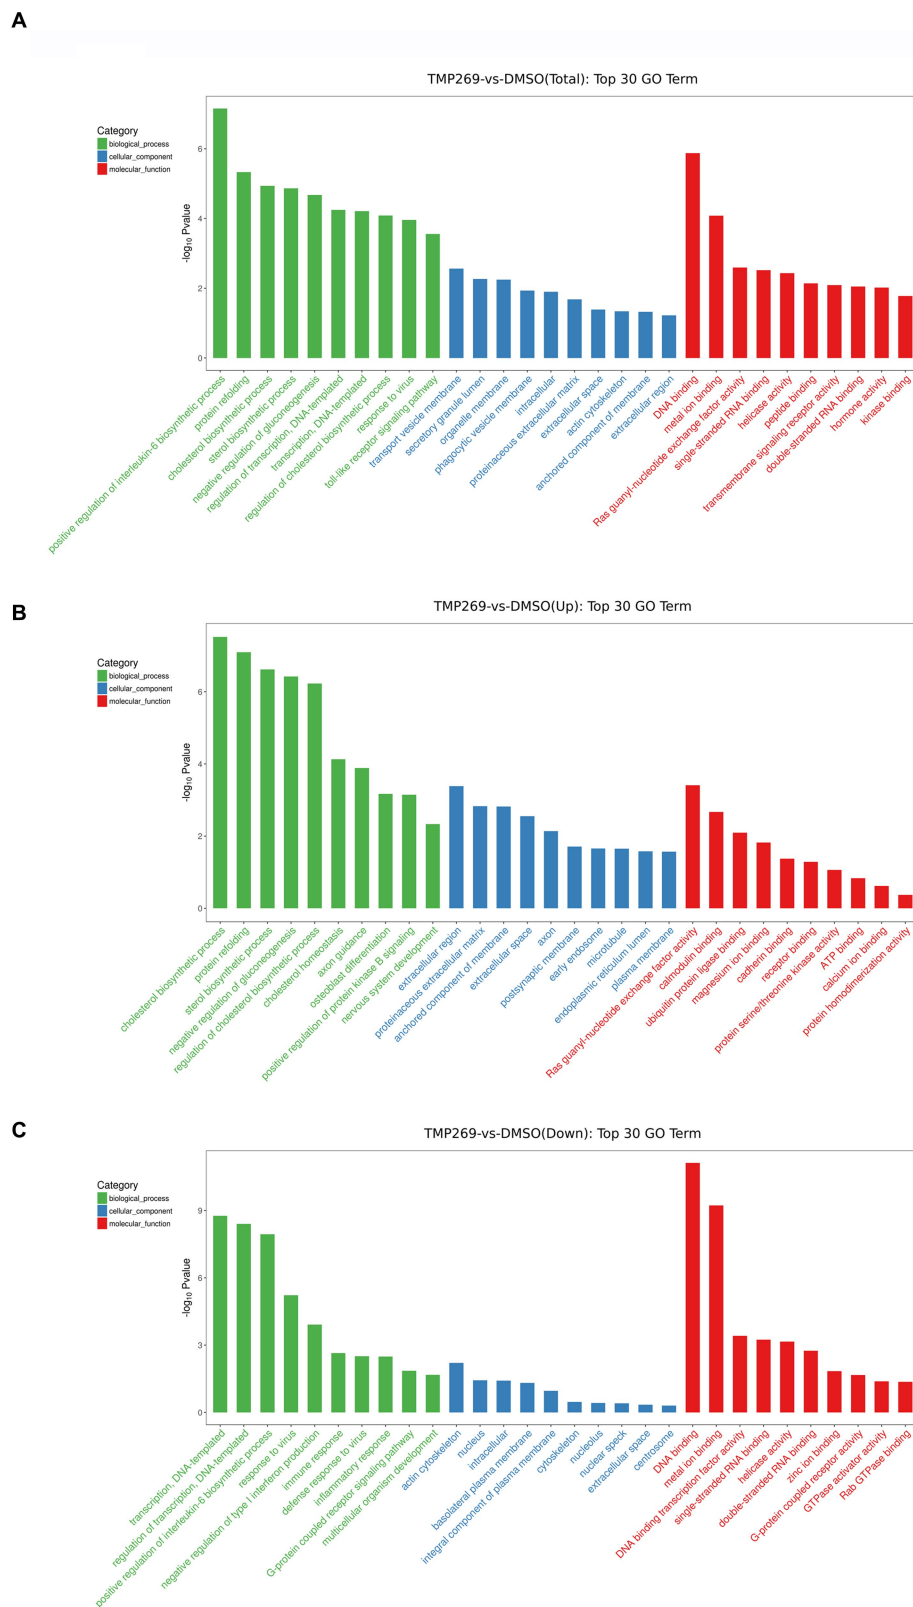 A
TMP269-vs-DMSO(Total): Top 30 GO Term
Category
biological_process
cellular_component
molecular_function
-log10 Pvalue
6
4
2
0
positive regulation of interleukin-6 biosynthetic process
protein refolding
cholesterol biosynthetic process
sterol biosynthetic process
negative regulation of gluconeogenesis
regulation of transcription, DNA-templated
transcription, DNA-templated
regulation of cholesterol biosynthetic process
response to virus
toll-like receptor signaling pathway
transport vesicle membrane
secretory granule lumen
organelle membrane
phagocytic vesicle membrane
intracellular
proteinaceous extracellular matrix
extracellular space
actin cytoskeleton
anchored component of membrane
extracellular region
DNA binding
metal ion binding
Ras guanyl-nucleotide exchange factor activity
single-stranded RNA binding
helicase activity
peptide binding
transmembrane signaling receptor activity
double-stranded RNA binding
hormone activity
kinase binding
B
TMP269-vs-DMSO(Up): Top 30 GO Term
Category
biological_process
cellular_component
molecular_function
-log10 Pvalue
6
4
2
0
cholesterol biosynthetic process
protein refolding
sterol biosynthetic process
negative regulation of gluconeogenesis
regulation of cholesterol biosynthetic process
cholesterol homeostasis
axon guidance
osteoblast differentiation
positive regulation of protein kinase B signaling
nervous system development
extracellular region
proteinaceous extracellular matrix
anchored component of membrane
extracellular space
axon
postsynaptic membrane
early endosome
microtubule
endoplasmic reticulum lumen
plasma membrane
Ras guanyl-nucleotide exchange factor activity
calmodulin binding
ubiquitin protein ligase binding
magnesium ion binding
cadherin binding
receptor binding
protein serine/threonine kinase activity
ATP binding
calcium ion binding
protein homodimerization activity
C
TMP269-vs-DMSO(Down): Top 30 GO Term
Category
biological_process
cellular_component
molecular_function
-log10 Pvalue
9
6
3
0
transcription, DNA-templated
regulation of transcription, DNA-templated
positive regulation of interleukin-6 biosynthetic process
response to virus
negative regulation of type I interferon production
immune response
defense response to virus
inflammatory response
G-protein coupled receptor signaling pathway
multicellular organism development
actin cytoskeleton
nucleus
intracellular
basolateral plasma membrane
integral component of plasma membrane
cytoskeleton
nucleolus
nuclear speck
extracellular space
centrosome
DNA binding
metal ion binding
DNA binding transcription factor activity
single-stranded RNA binding
helicase activity
double-stranded RNA binding
zinc ion binding
G-protein coupled receptor activity
GTPase activator activity
Rab GTPase binding